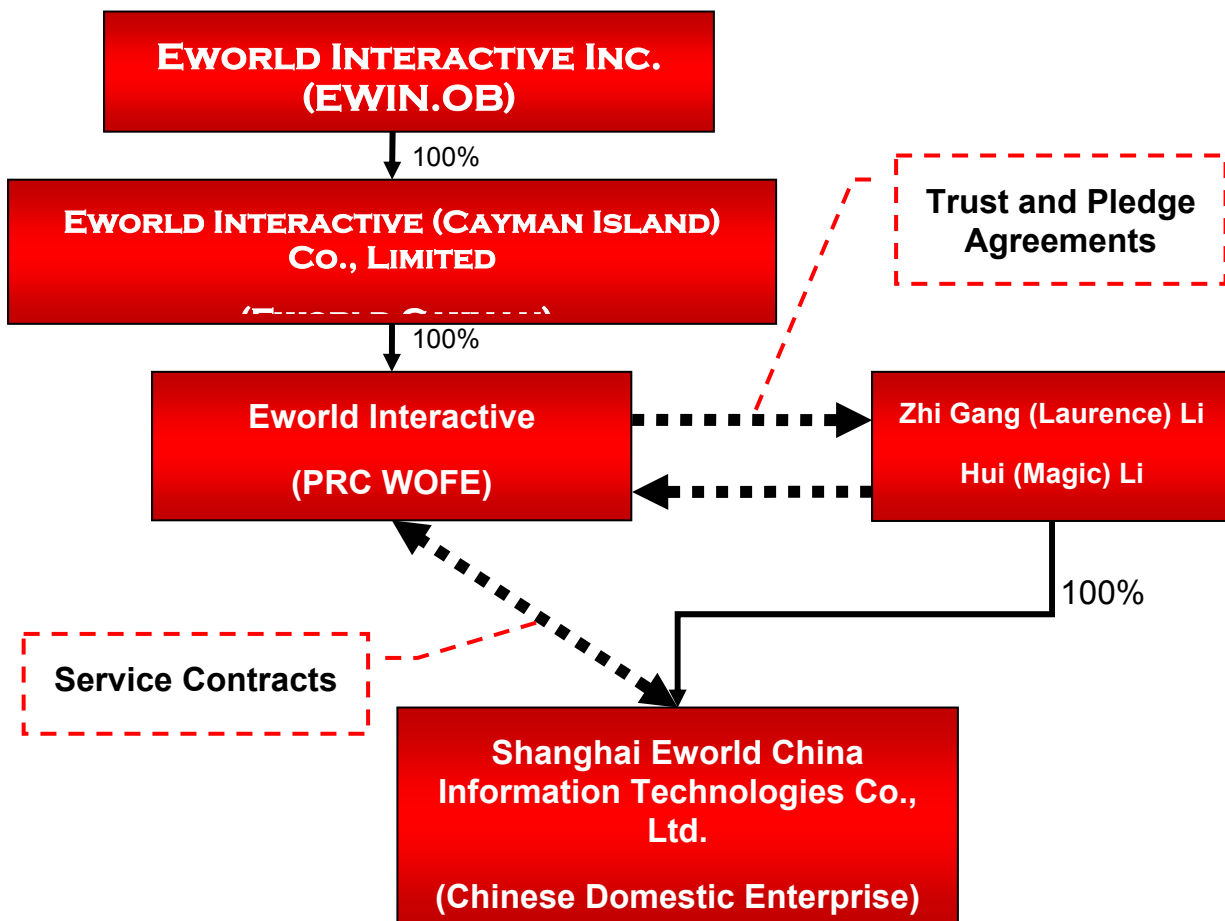 EWORLD INTERACTIVE INC.
(EWIN.OB)
100%
EWORLD INTERACTIVE (CAYMAN ISLAND)
CO., LIMITED
100%
Trust and Pledge
Agreements
Eworld Interactive
(PRC WOFE)
Zhi Gang (Laurence) Li
Hui (Magic) Li
100%
Service Contracts
Shanghai Eworld China
Information Technologies Co.,
Ltd.
(Chinese Domestic Enterprise)